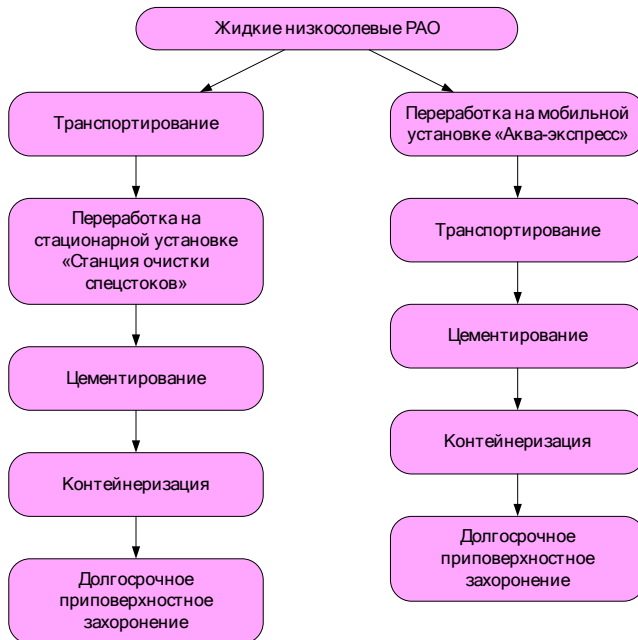 Жидкие низкосолевые РАО
Транспортирование
Переработка на
стационарной установке
«Станция очистки
спецстоков»
Цементирование
Контейнеризация
Долгосрочное
приповерхностное
захоронение
Переработка на мобильной
установке «Аква-экспресс»
Транспортирование
Цементирование
Контейнеризация
Долгосрочное
приповерхностное
захоронение